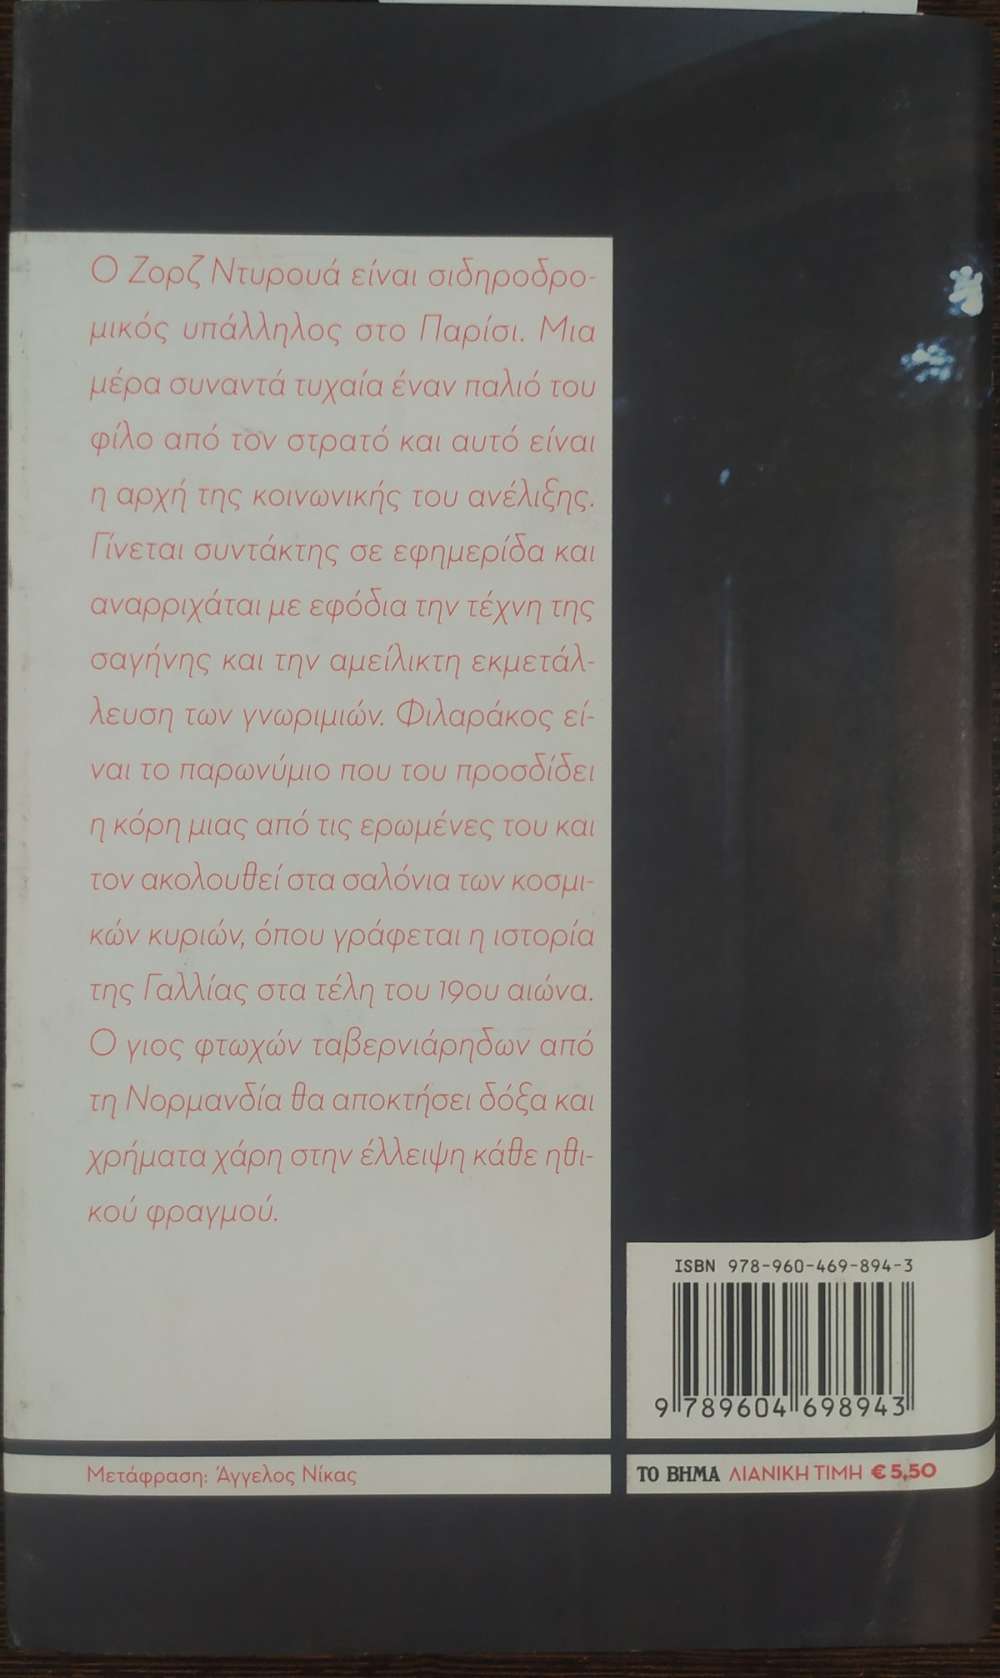 Ο Ζορζ Ντυρουά είναι σιδηροδρο-
μικός υπάλληλος στο Παρίσι. Μια
μέρα συναντά τυχαία έναν παλιό του
φίλο από τον στρατό και αυτό είναι
η αρχή της κοινωνικής του ανέλιξης.
Γίνεται συντάκτης σε εφημερίδα και
αναρριχάται με εφόδια την τέχνη της
σαγήνης και την αμείλικτη εκμετάλ-
λευση των γνωριμιών. Φιλαράκος εί-
ναι το παρωνύμιο που του προσδίδει
η κόρη μιας από τις ερωμένες του και
τον ακολουθεί στα σαλόνια των κοσμι-
κών κυριών, όπου γράφεται η ιστορία
της Γαλλίας στα τέλη του 19ου αιώνα.
Ο γιος φτωχών ταβερνιάρηδων από
τη Νορμανδία θα αποκτήσει δόξα και
χρήματα χάρη στην έλλειψη κάθε ηθι-
κού φραγμού.
ISBN 978-960-469-894-3
9 789604 698943
Μετάφραση: Άγγελος Νίκας
ΤΟ ΒΗΜΑ ΛΙΑΝΙΚΗ ΤΙΜΗ € 5,50